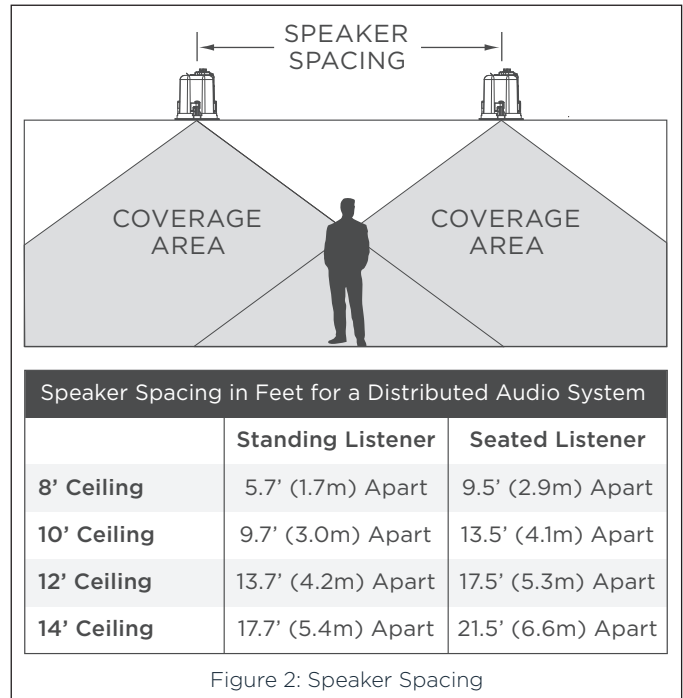 SPEAKER
SPACING
COVERAGE
AREA
COVERAGE
AREA
Speaker Spacing in Feet for a Distributed Audio System
Standing Listener Seated Listener
8’ Ceiling 5.7’ (1.7m) Apart 9.5’ (2.9m) Apart
10’ Ceiling 9.7’ (3.0m) Apart 13.5’ (4.1m) Apart
12’ Ceiling 13.7’ (4.2m) Apart 17.5’ (5.3m) Apart
14’ Ceiling 17.7’ (5.4m) Apart 21.5’ (6.6m) Apart
Figure 2: Speaker Spacing